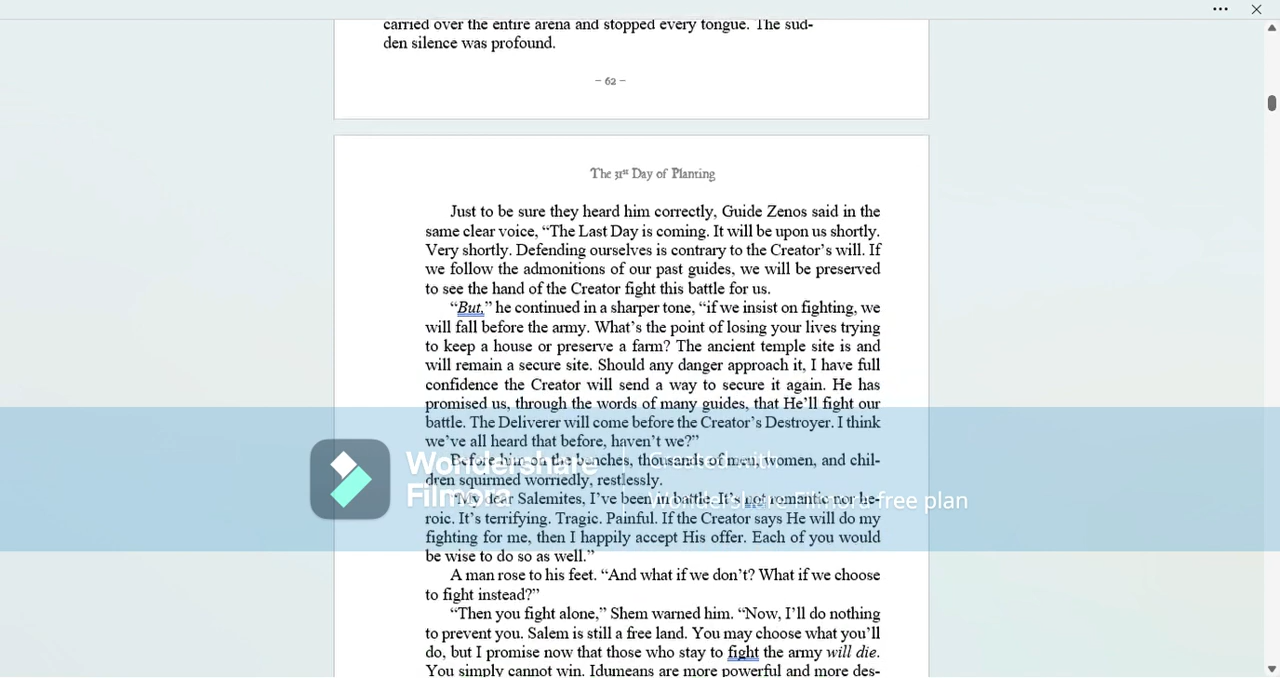 carried over the entire arena and stopped every tongue. The sud-
den silence was profound.
– 62 –
The 31st Day of Planting
Just to be sure they heard him correctly, Guide Zenos said in the
same clear voice, “The Last Day is coming. It will be upon us shortly.
Very shortly. Defending ourselves is contrary to the Creator’s will. If
we follow the admonitions of our past guides, we will be preserved
to see the hand of the Creator fight this battle for us.
“But,” he continued in a sharper tone, “if we insist on fighting, we
will fall before the army. What’s the point of losing your lives trying
to keep a house or preserve a farm? The ancient temple site is and
will remain a secure site. Should any danger approach it, I have full
confidence the Creator will send a way to secure it again. He has
promised us, through the words of many guides, that He’ll fight our
battle. The Deliverer will come before the Creator’s Destroyer. I think
we’ve all heard that before, haven’t we?”
Before him on the benches, thousands of men, women, and chil-
dren squirmed worriedly, restlessly.
“My dear Salemites, I’ve been in battle. It’s not romantic nor he-
roic. It’s terrifying. Tragic. Painful. If the Creator says He will do my
fighting for me, then I happily accept His offer. Each of you would
be wise to do so as well.”
A man rose to his feet. “And what if we don’t? What if we choose
to fight instead?”
“Then you fight alone,” Shem warned him. “Now, I’ll do nothing
to prevent you. Salem is still a free land. You may choose what you’ll
do, but I promise now that those who stay to fight the army will die.
You simply cannot win. Idumeans are more powerful and more des-
Wondershare
Filmora
Created with
Wondershare Filmora free plan